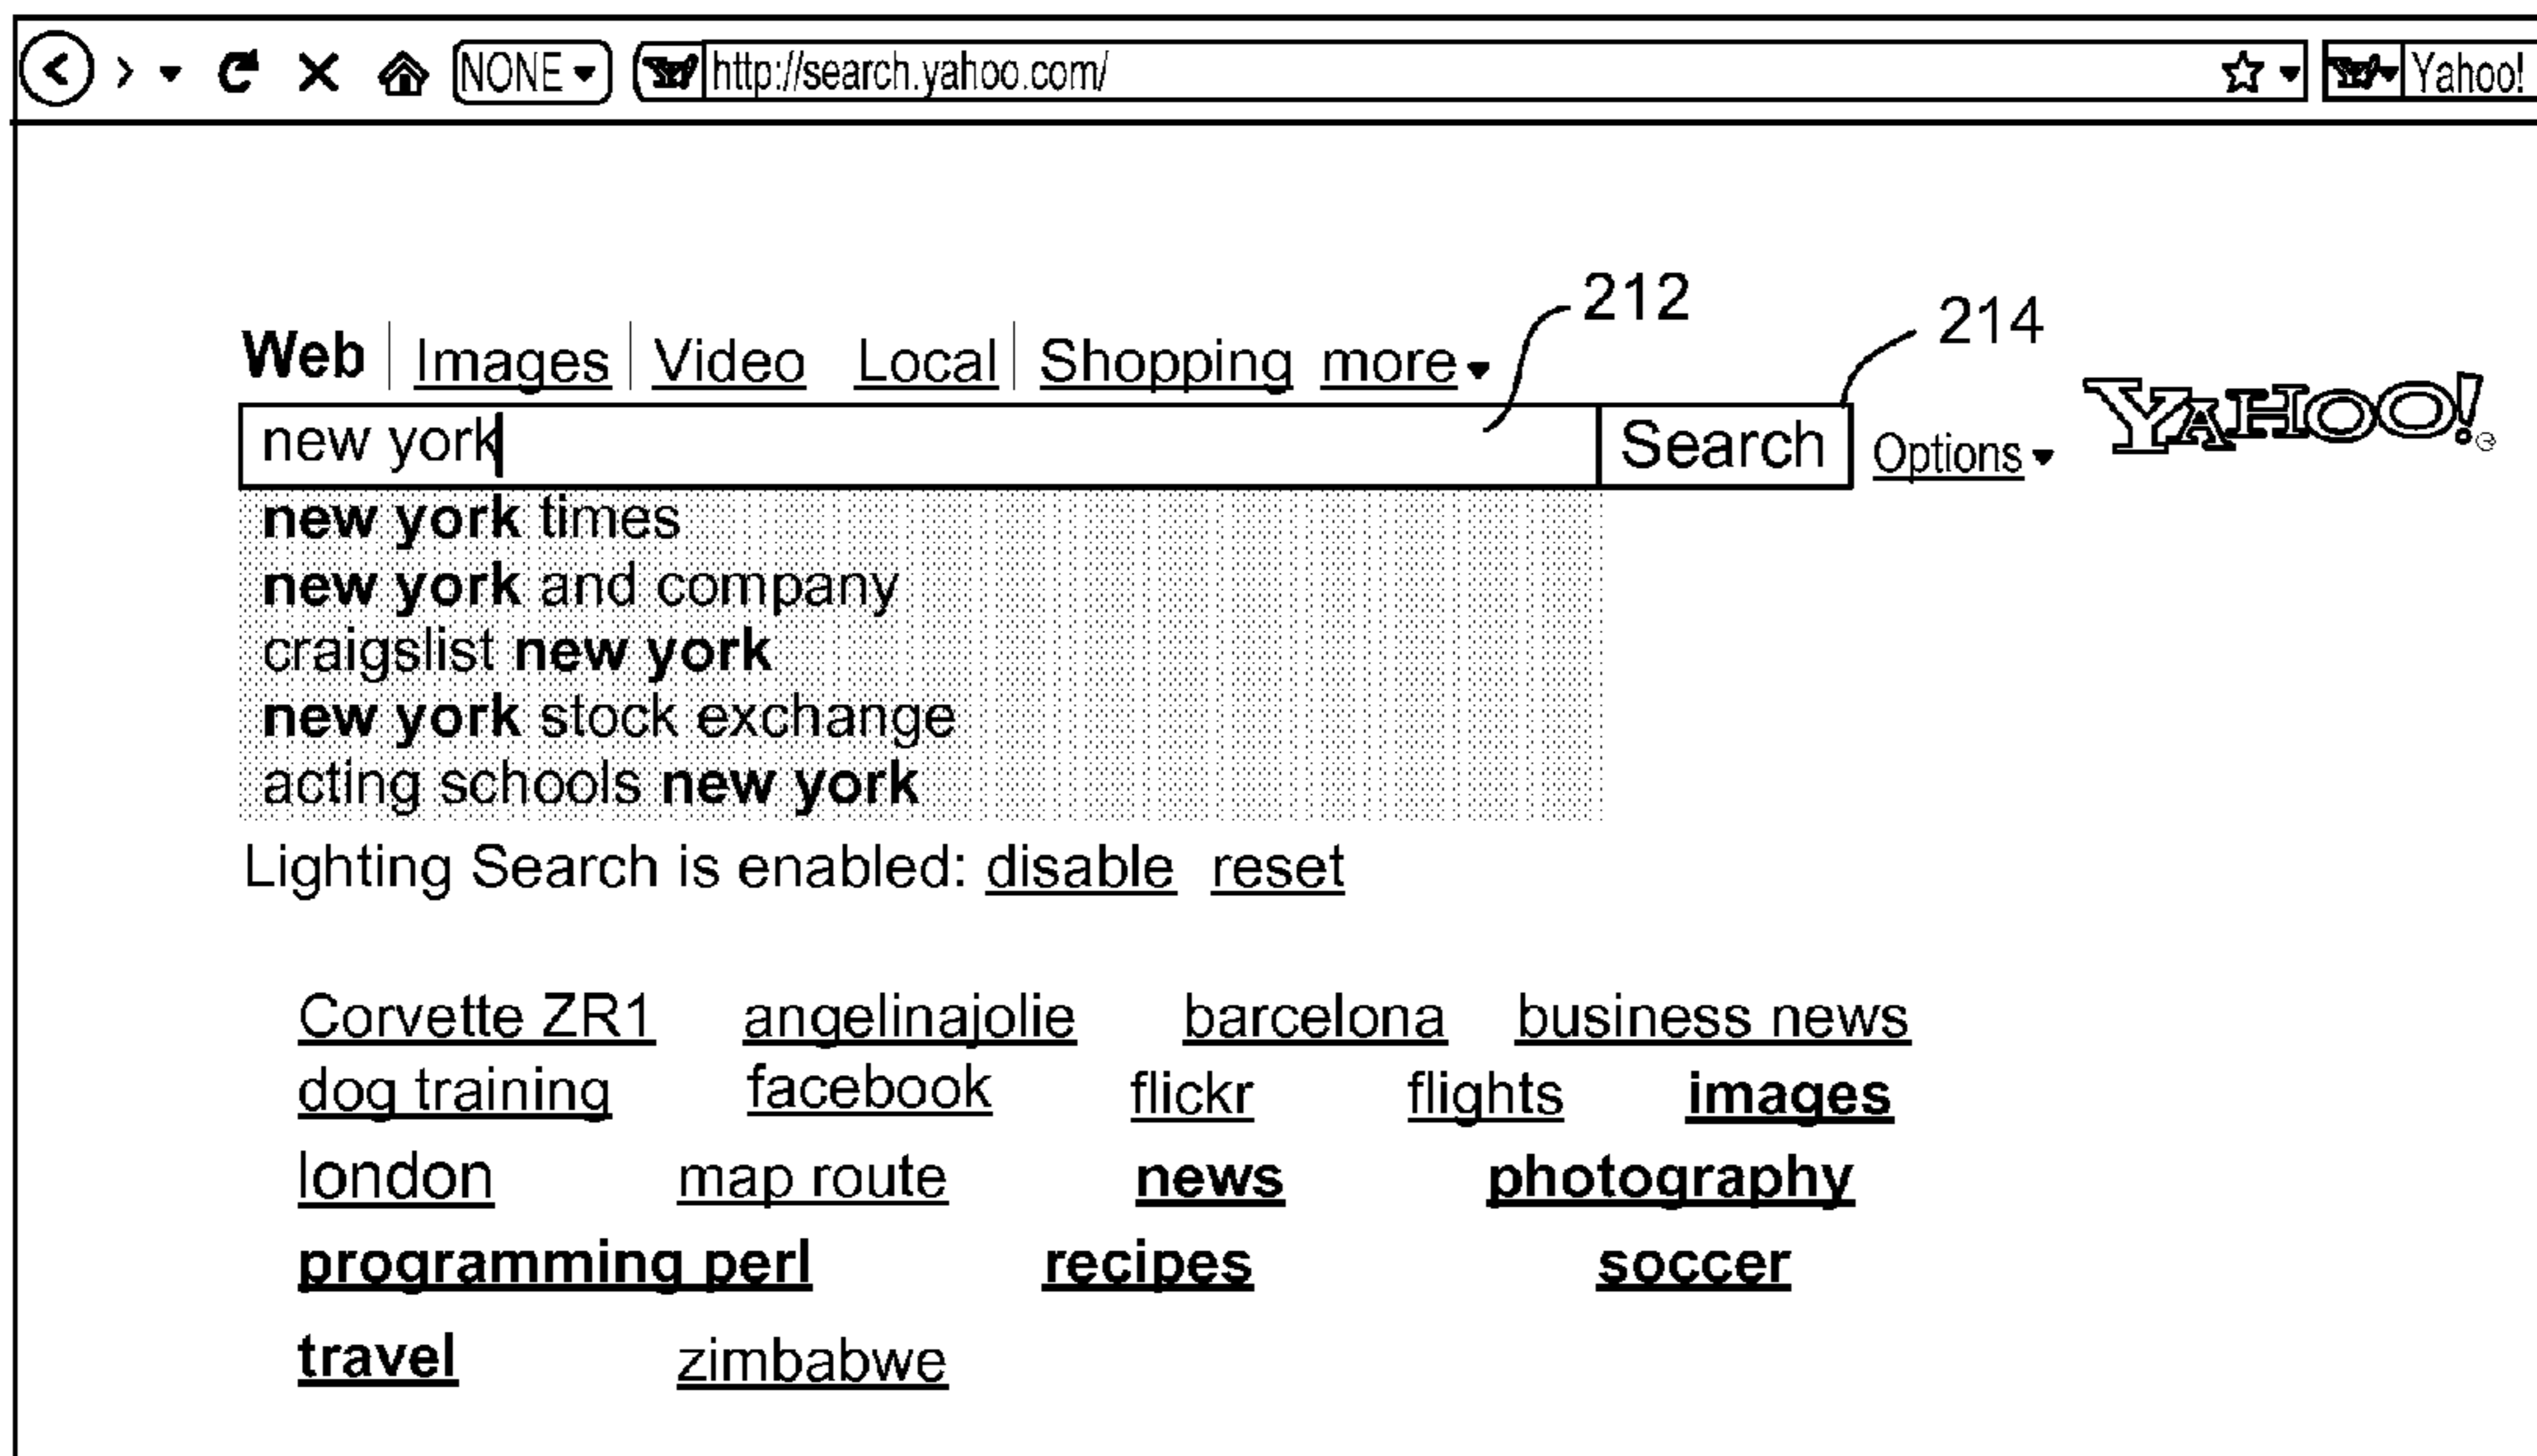 NONE http://search.yahoo.com/ Yahoo!
212
214
Web Images Video Local Shopping more
new york Search Options YAHOO!
new york times
new york and company
craigslist new york
new york stock exchange
acting schools new york
Lighting Search is enabled: disable reset
Corvette ZR1 angelinajolie barcelona business news
dog training facebook flickr flights images
london map route news photography
programming perl recipes soccer
travel zimbabwe